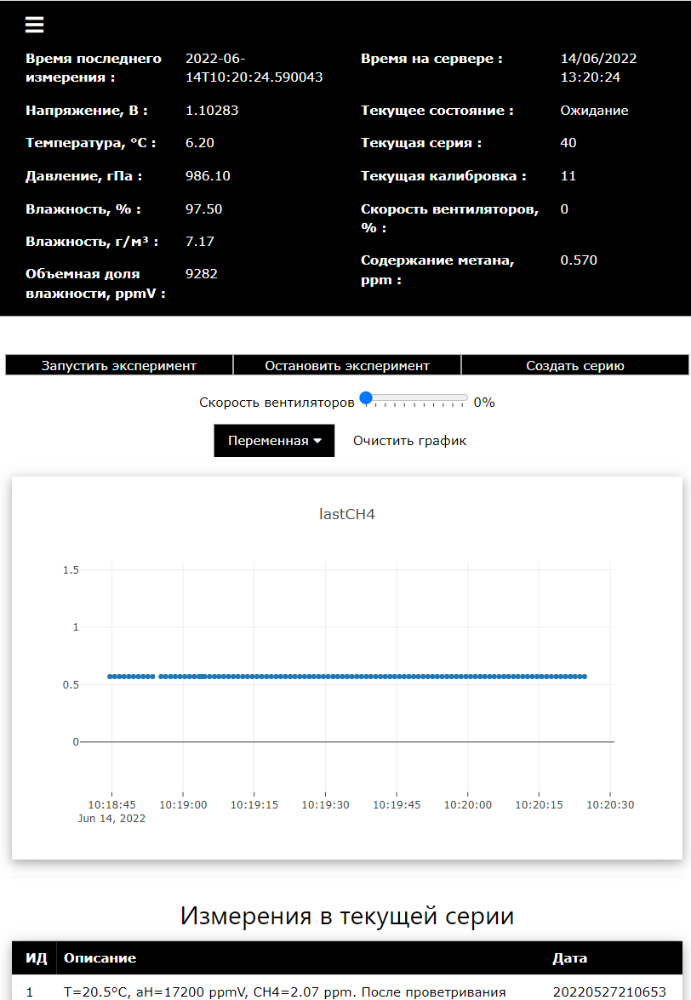 Время последнего измерения : 2022-06-14T10:20:24.590043
Напряжение, В : 1.10283
Температура, °C : 6.20
Давление, гПа : 986.10
Влажность, % : 97.50
Влажность, г/м³ : 7.17
Объемная доля влажности, ppmV : 9282
Время на сервере : 14/06/2022 13:20:24
Текущее состояние : Ожидание
Текущая серия : 40
Текущая калибровка : 11
Скорость вентиляторов, % : 0
Содержание метана, ppm : 0.570
Запустить эксперимент Остановить эксперимент Создать серию
Скорость вентиляторов 0%
Переменная Очистить график
lastCH4
1.5
1
0.5
0
10:18:45 10:19:00 10:19:15 10:19:30 10:19:45 10:20:00 10:20:15 10:20:30
Jun 14, 2022
Измерения в текущей серии
ИД Описание Дата
1 T=20.5°C, aH=17200 ppmV, CH4=2.07 ppm. После проветривания 20220527210653